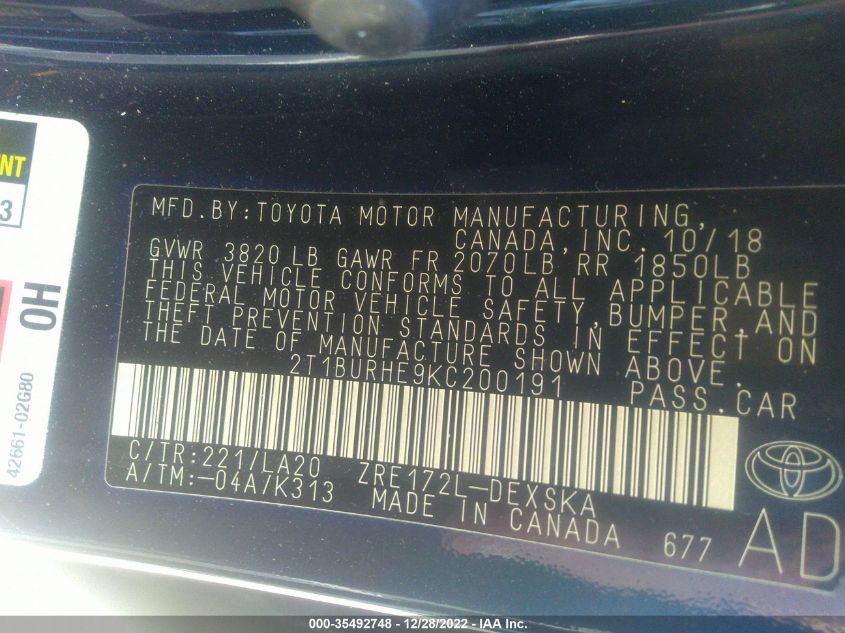 NT
3
OH
42661-02G80
MFD.BY:TOYOTA MOTOR MANUFACTURING,
CANADA,INC. 10/18
GVWR 3820 LB GAWR FR 2070LB RR 1850LB
THIS VEHICLE CONFORMS TO ALL APPLICABLE
FEDERAL MOTOR VEHICLE SAFETY,BUMPER,AND
THEFT PREVENTION STANDARDS IN EFFECT ON
THE DATE OF MANUFACTURE SHOWN ABOVE.
2T1BURHE9KC200191 PASS.CAR
C/TR:221/LA20 ZRE172L-DEXSKA
A/TM:-04A/K313 MADE IN CANADA 677
AD
000-35492748 - 12/28/2022 - IAA Inc.